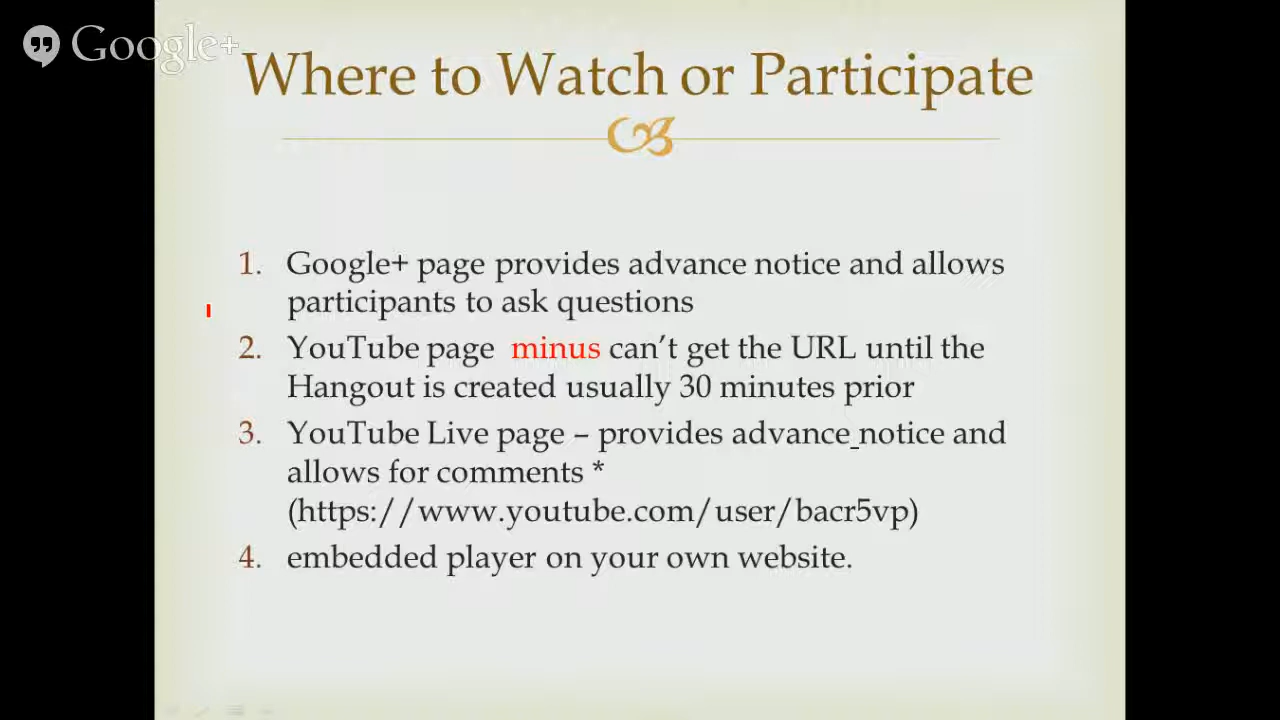 Google+
Where to Watch or Participate
1. Google+ page provides advance notice and allows
participants to ask questions
2. YouTube page minus can’t get the URL until the
Hangout is created usually 30 minutes prior
3. YouTube Live page – provides advance notice and
allows for comments *
(https://www.youtube.com/user/bacr5vp)
4. embedded player on your own website.